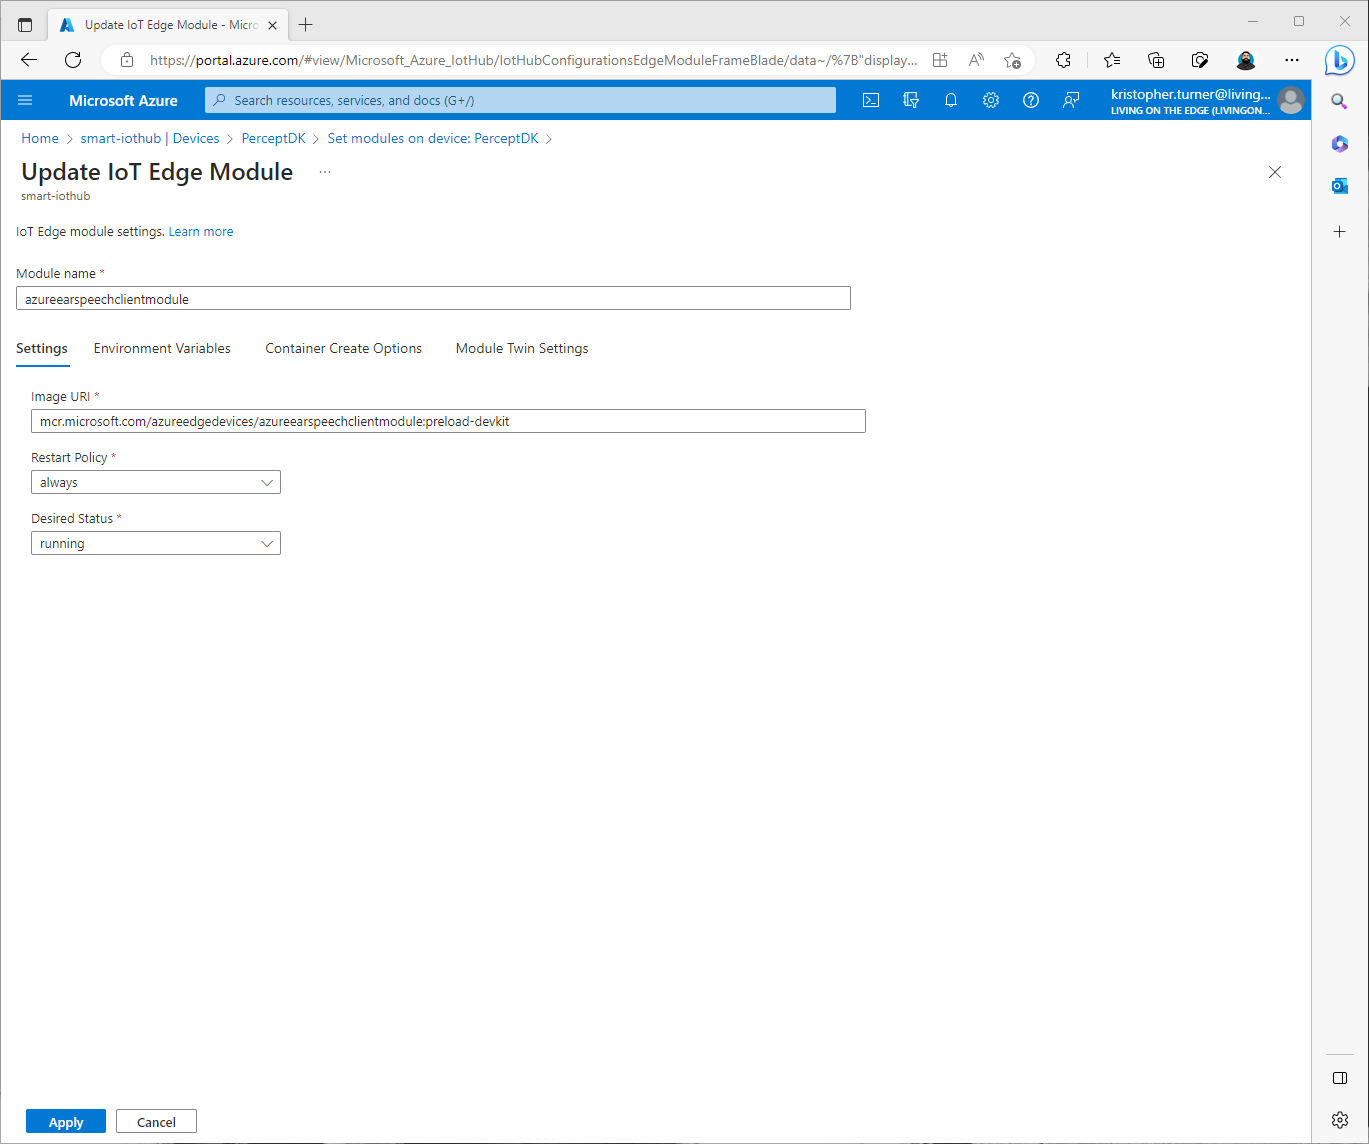 Update IoT Edge Module - Micro
https://portal.azure.com/#view/Microsoft_Azure_IotHub/IotHubConfigurationsEdgeModuleFrameBlade/data~/%7B"display...
Microsoft Azure
Search resources, services, and docs (G+/)
kristopher.turner@living...
LIVING ON THE EDGE (LIVINGON...
Home > smart-iothub | Devices > PerceptDK > Set modules on device: PerceptDK >
Update IoT Edge Module ...
smart-iothub
IoT Edge module settings. Learn more
Module name *
azureearspeechclientmodule
Settings Environment Variables Container Create Options Module Twin Settings
Image URI *
mcr.microsoft.com/azureedgedevices/azureearspeechclientmodule:preload-devkit
Restart Policy *
always
Desired Status *
running
Apply Cancel